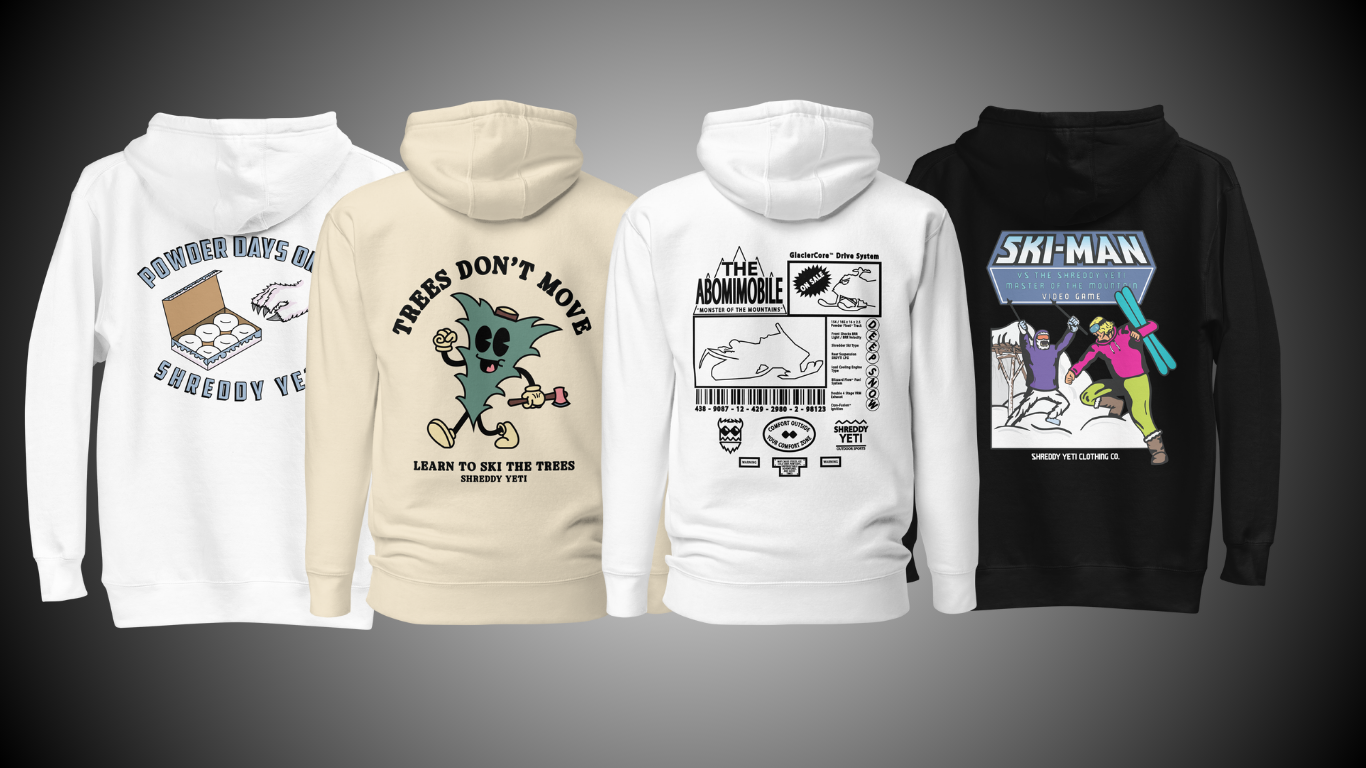 POWDER DAYS
SHREDDY
TREES DON'T MOVE
LEARN TO SKI THE TREES
SHREDDY YETI
THE
ABOMIMOBILE
"MONSTER OF THE MOUNTAINS"
GlacierCore™ Drive System
ON SALE
DEEP SNOW
438 - 9087 - 12 - 429 - 2980 - 2 - 98123
COMFORT OUTSIDE
YOUR COMFORT ZONE
SHREDDY
YETI
OUTDOOR SPORTS
WARNING
WARNING
SKI-MAN
VS THE SHREDDY YETI
MASTER OF THE MOUNTAIN
VIDEO GAME
SHREDDY YETI CLOTHING CO.